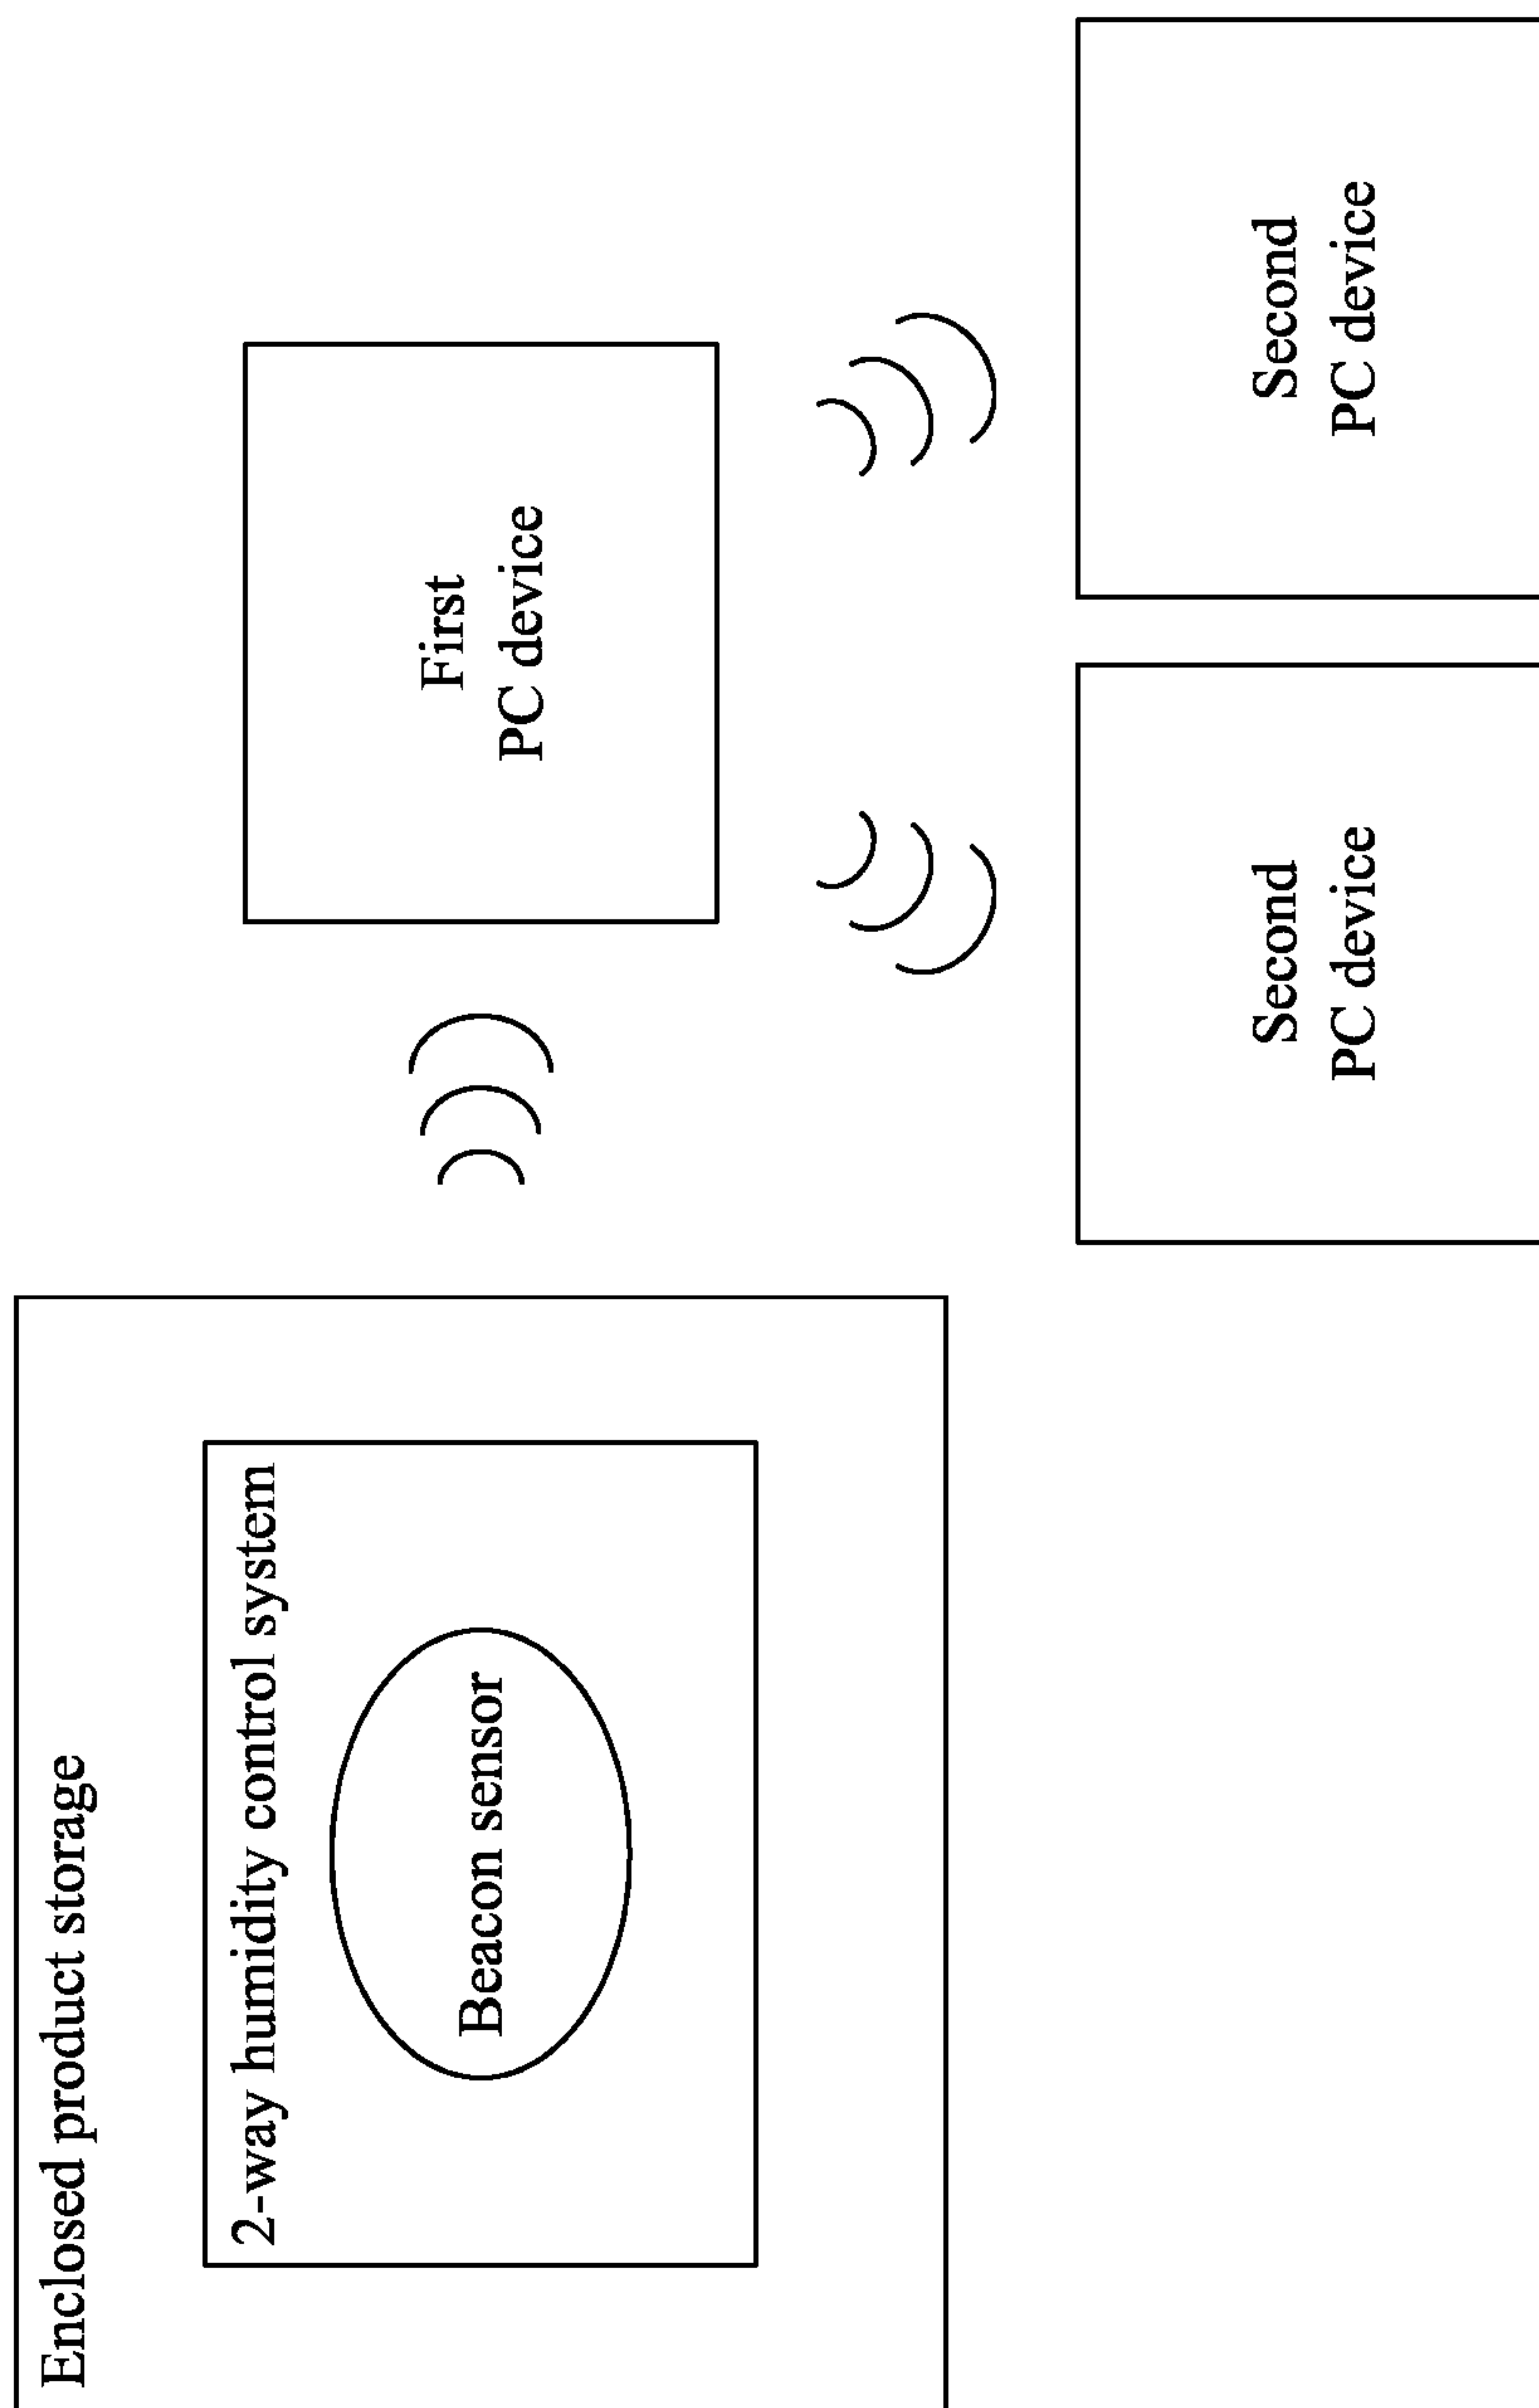 Enclosed product storage
2-way humidity control system
Beacon sensor
First
PC device
Second
PC device
Second
PC device